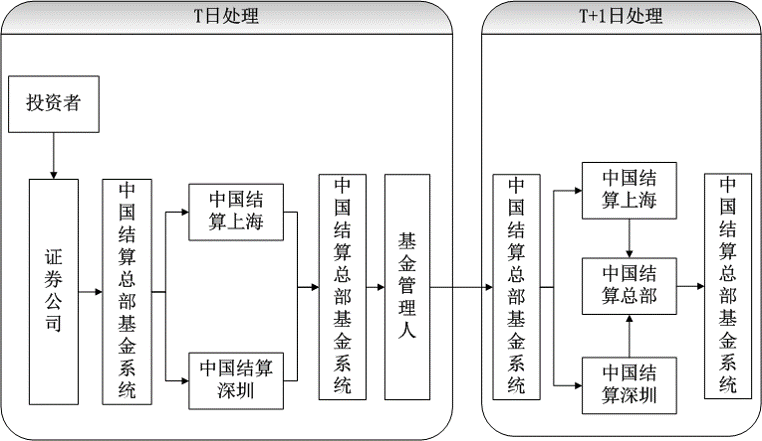 T日处理
投资者
证券公司
中国结算总部基金系统
中国结
算上海
中国结算
深圳
中国结算总部基金系统
基金管理人
T+1日处理
中国结算总部基金系统
中国结
算上海
中国结
算总部
中国结
算深圳
中国结算总部基金系统